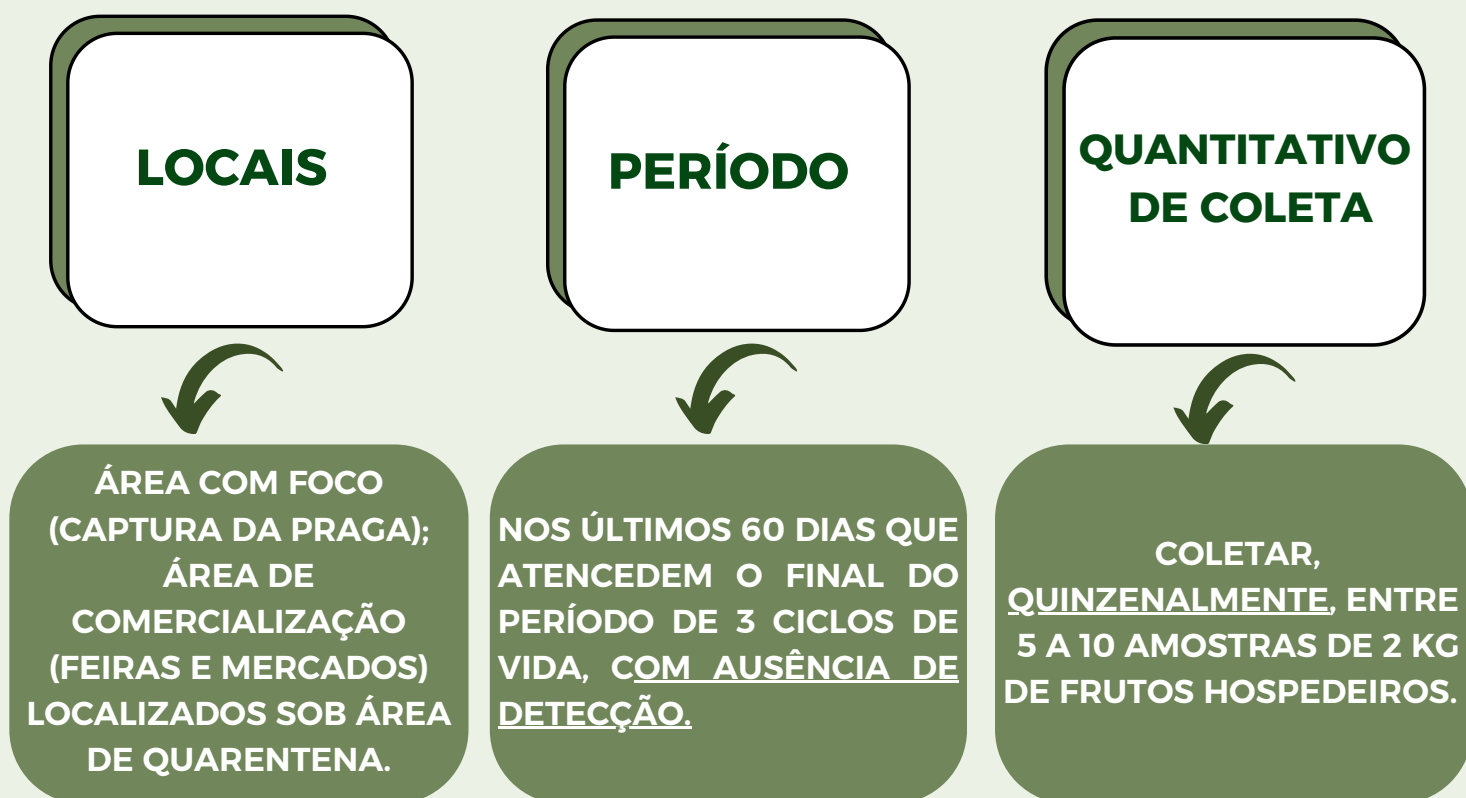 LOCAIS
ÁREA COM FOCO
(CAPTURA DA PRAGA);
ÁREA DE
COMERCIALIZAÇÃO
(FEIRAS E MERCADOS)
LOCALIZADOS SOB ÁREA
DE QUARENTENA.
PERÍODO
NOS ÚLTIMOS 60 DIAS QUE
ATENCEDEM O FINAL DO
PERÍODO DE 3 CICLOS DE
VIDA, COM AUSÊNCIA DE
DETECÇÃO.
QUANTITATIVO
DE COLETA
COLETAR,
QUINZENALMENTE, ENTRE
5 A 10 AMOSTRAS DE 2 KG
DE FRUTOS HOSPEDEIROS.